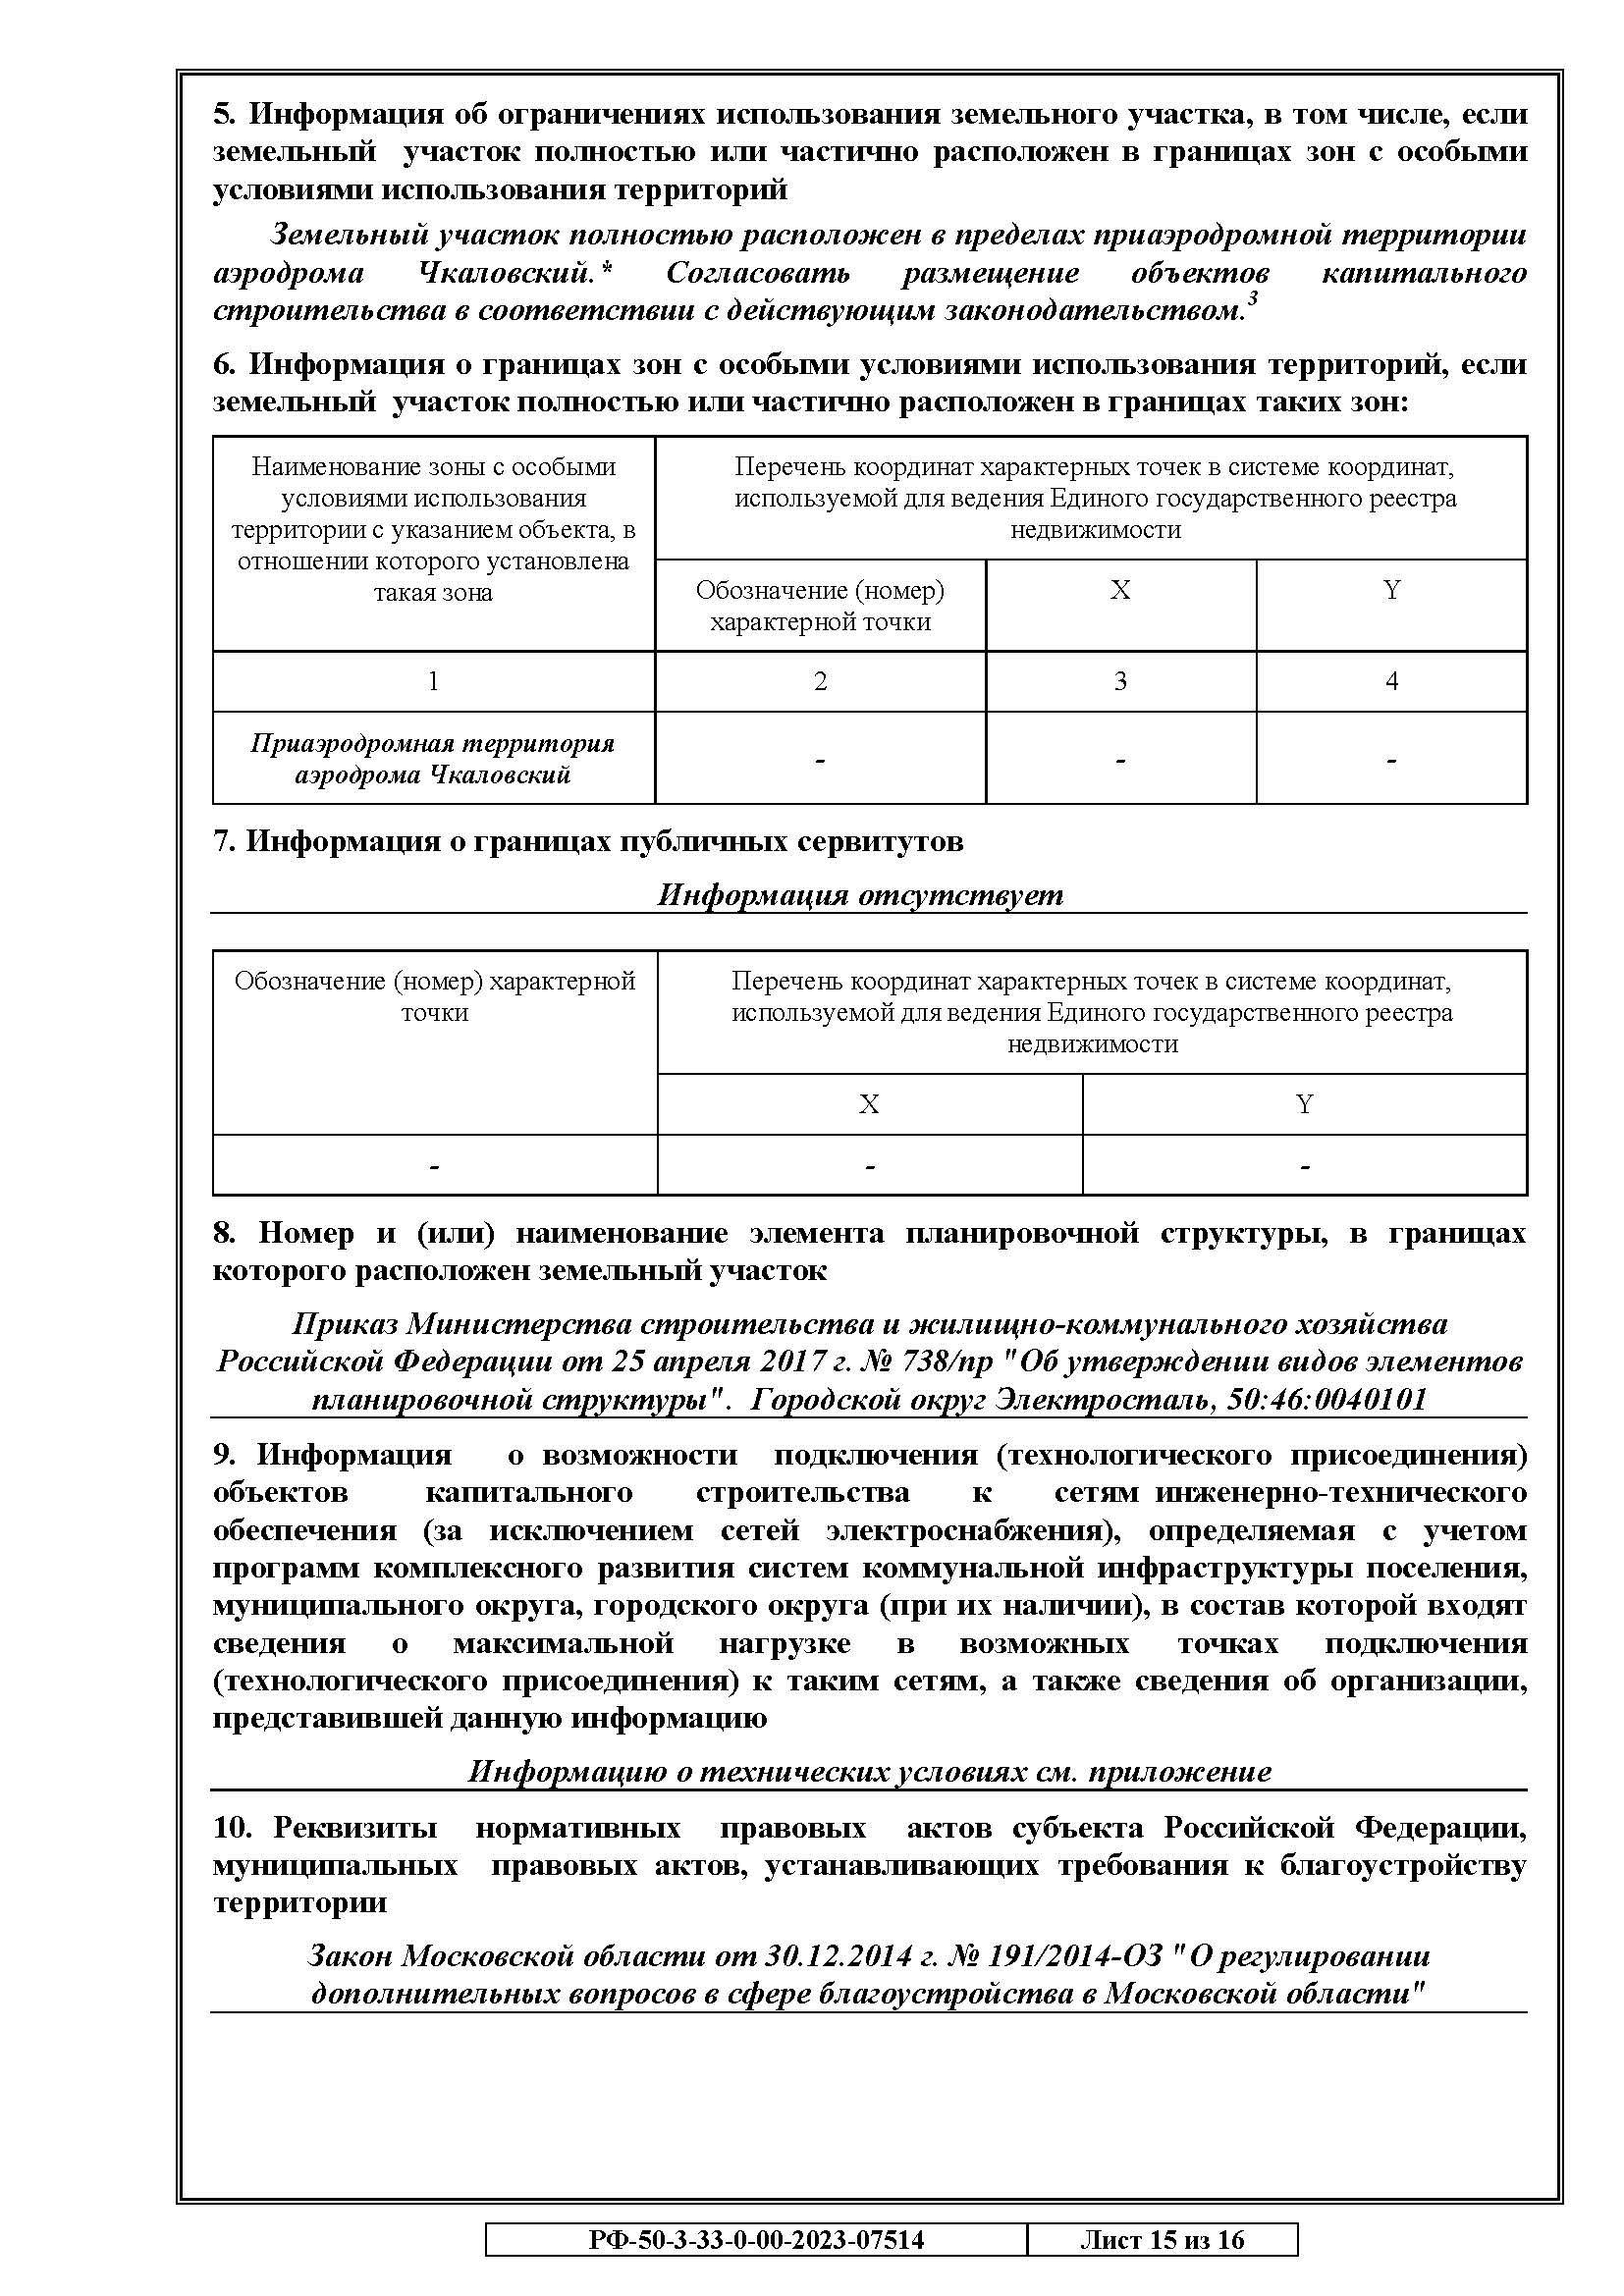 5. Информация об ограничениях использования земельного участка, в том числе, если
земельный участок полностью или частично расположен в границах зон с особыми
условиями использования территорий
Земельный участок полностью расположен в пределах приаэродромной территории
аэродрома Чкаловский.* Согласовать размещение объектов капитального
строительства в соответствии с действующим законодательством.³
6. Информация о границах зон с особыми условиями использования территорий, если
земельный участок полностью или частично расположен в границах таких зон:
Наименование зоны с особыми
условиями использования
территории с указанием объекта, в
отношении которого установлена
такая зона
Перечень координат характерных точек в системе координат,
используемой для ведения Единого государственного реестра
недвижимости
Обозначение (номер)
характерной точки
X
Y
1
2
3
4
Приаэродромная территория
аэродрома Чкаловский
-
-
-
7. Информация о границах публичных сервитутов
Информация отсутствует
Обозначение (номер) характерной
точки
Перечень координат характерных точек в системе координат,
используемой для ведения Единого государственного реестра
недвижимости
X
Y
-
-
-
8. Номер и (или) наименование элемента планировочной структуры, в границах
которого расположен земельный участок
Приказ Министерства строительства и жилищно-коммунального хозяйства
Российской Федерации от 25 апреля 2017 г. № 738/пр "Об утверждении видов элементов
планировочной структуры". Городской округ Электросталь, 50:46:0040101
9. Информация о возможности подключения (технологического присоединения)
объектов капитального строительства к сетям инженерно-технического
обеспечения (за исключением сетей электроснабжения), определяемая с учетом
программ комплексного развития систем коммунальной инфраструктуры поселения,
муниципального округа, городского округа (при их наличии), в состав которой входят
сведения о максимальной нагрузке в возможных точках подключения
(технологического присоединения) к таким сетям, а также сведения об организации,
представившей данную информацию
Информацию о технических условиях см. приложение
10. Реквизиты нормативных правовых актов субъекта Российской Федерации,
муниципальных правовых актов, устанавливающих требования к благоустройству
территории
Закон Московской области от 30.12.2014 г. № 191/2014-ОЗ "О регулировании
дополнительных вопросов в сфере благоустройства в Московской области"
РФ-50-3-33-0-00-2023-07514
Лист 15 из 16